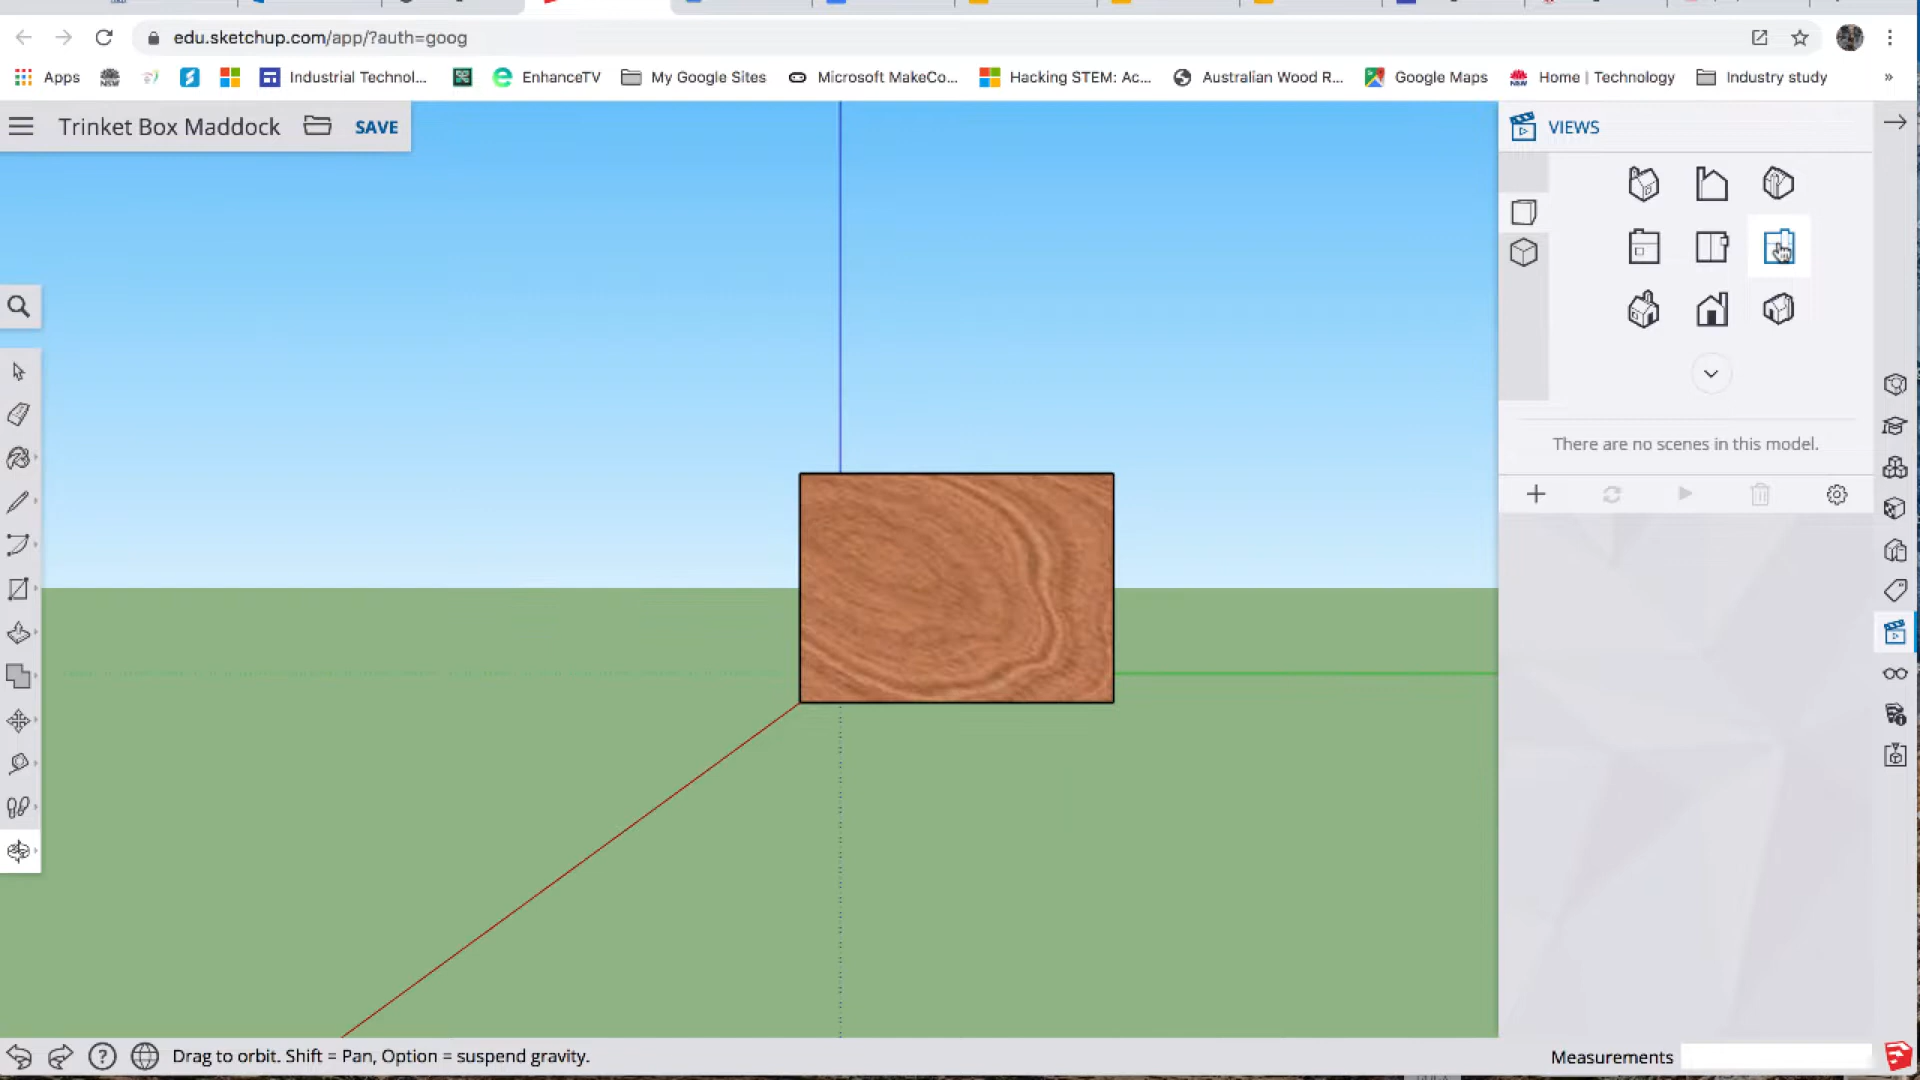 edu.sketchup.com/app/?auth=goog
Apps Industrial Technol... EnhanceTV My Google Sites Microsoft MakeCo... Hacking STEM: Ac... Australian Wood R... Google Maps Home | Technology Industry study »
Trinket Box Maddock SAVE
VIEWS
There are no scenes in this model.
Drag to orbit. Shift = Pan, Option = suspend gravity.
Measurements